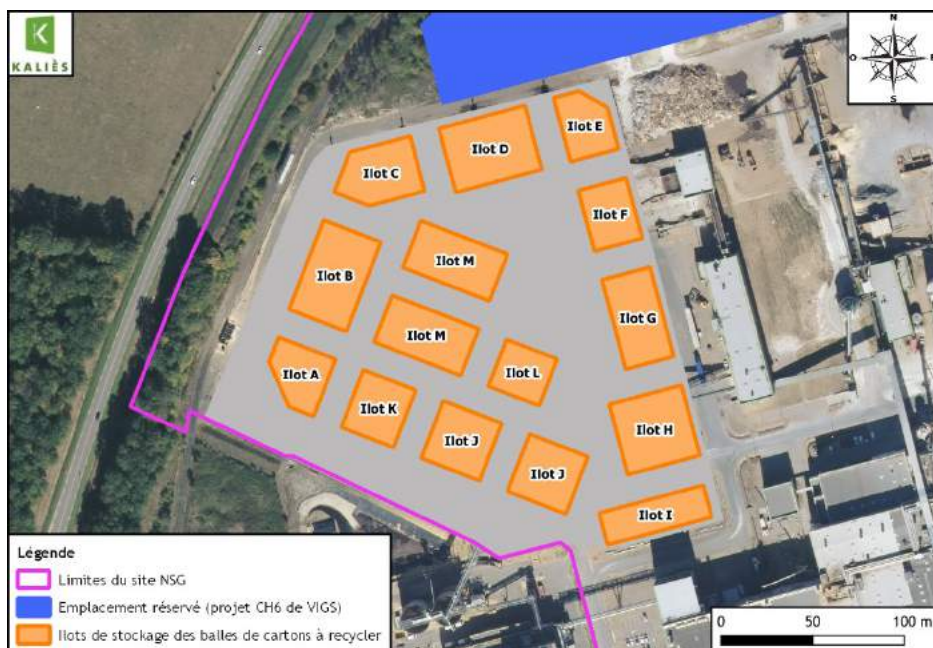 KALIÈS
N
O
E
S
Ilot E
Ilot D
Ilot C
Ilot F
Ilot M
Ilot B
Ilot G
Ilot M
Ilot L
Ilot A
Ilot K
Ilot H
Ilot J
Ilot J
Ilot I
Légende
Limites du site NSG
Emplacement réservé (projet CH6 de VIGS)
Ilots de stockage des balles de cartons à recycler
0 50 100 m